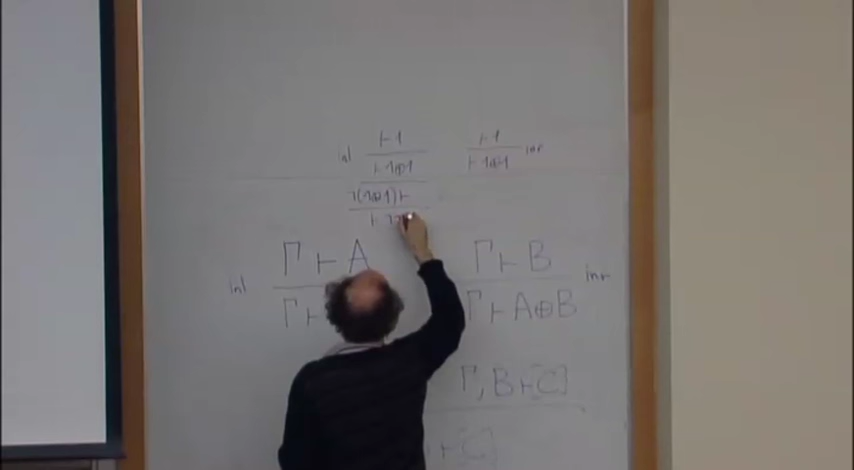 ⊢1 ⊢1
inl inr
⊢1⊕1 ⊢1⊕1
¬(1⊕1)⊢
⊢¬
Γ⊢A Γ⊢B
inl inr
Γ⊢ Γ⊢A⊕B
Γ, B⊢[C]
⊢[C]